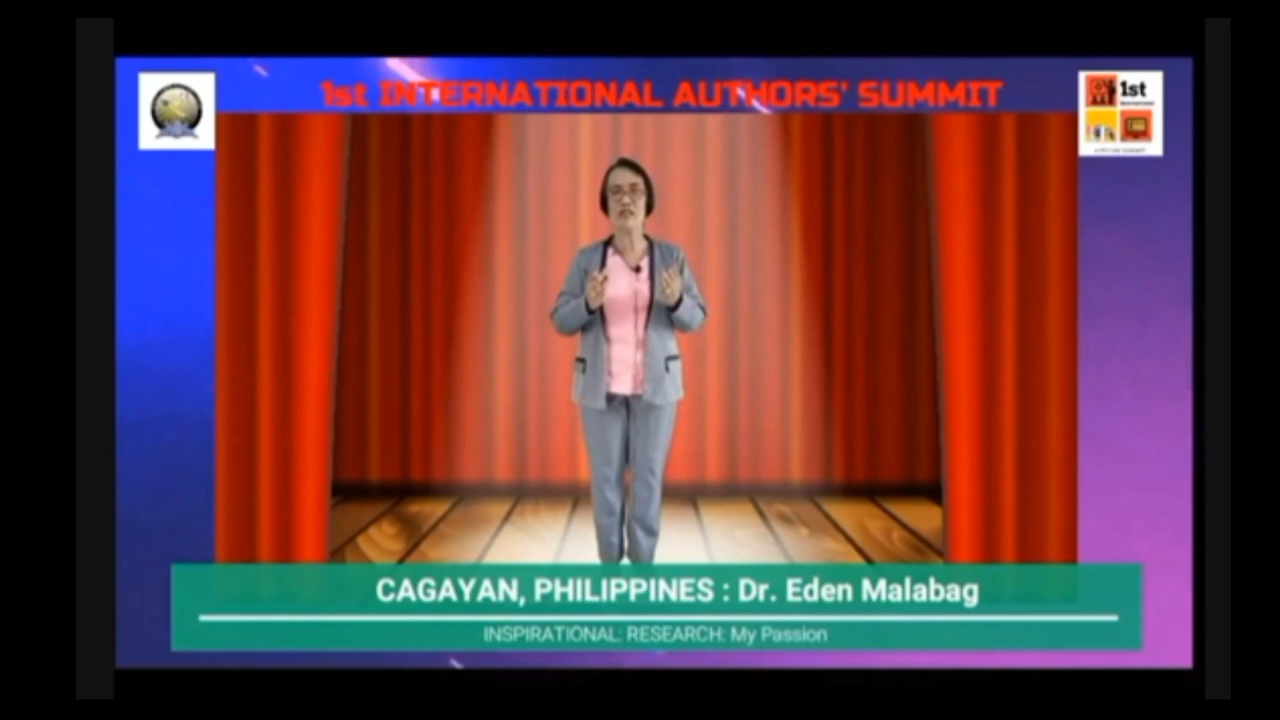 1st INTERNATIONAL AUTHORS' SUMMIT
1st
CAGAYAN, PHILIPPINES : Dr. Eden Malabag
INSPIRATIONAL: RESEARCH: My Passion